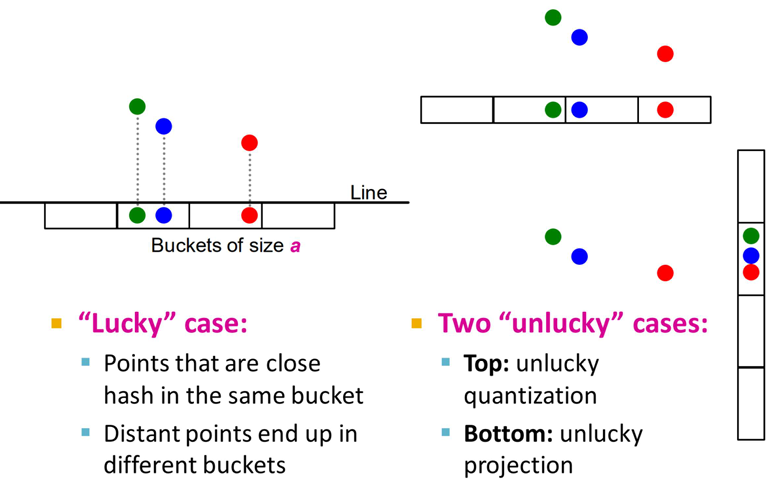 Line
Buckets of size a
“Lucky” case:
Points that are close
hash in the same bucket
Distant points end up in
different buckets
Two “unlucky” cases:
Top: unlucky
quantization
Bottom: unlucky
projection